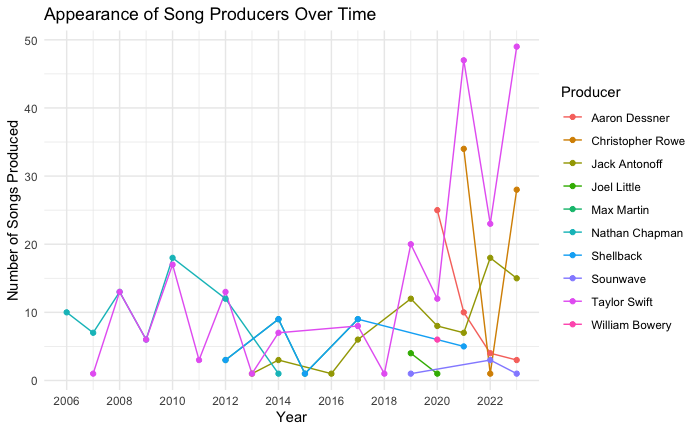 Appearance of Song Producers Over Time
50
40
30
20
10
0
Number of Songs Produced
2006 2008 2010 2012 2014 2016 2018 2020 2022
Year
Producer
Aaron Dessner
Christopher Rowe
Jack Antonoff
Joel Little
Max Martin
Nathan Chapman
Shellback
Sounwave
Taylor Swift
William Bowery